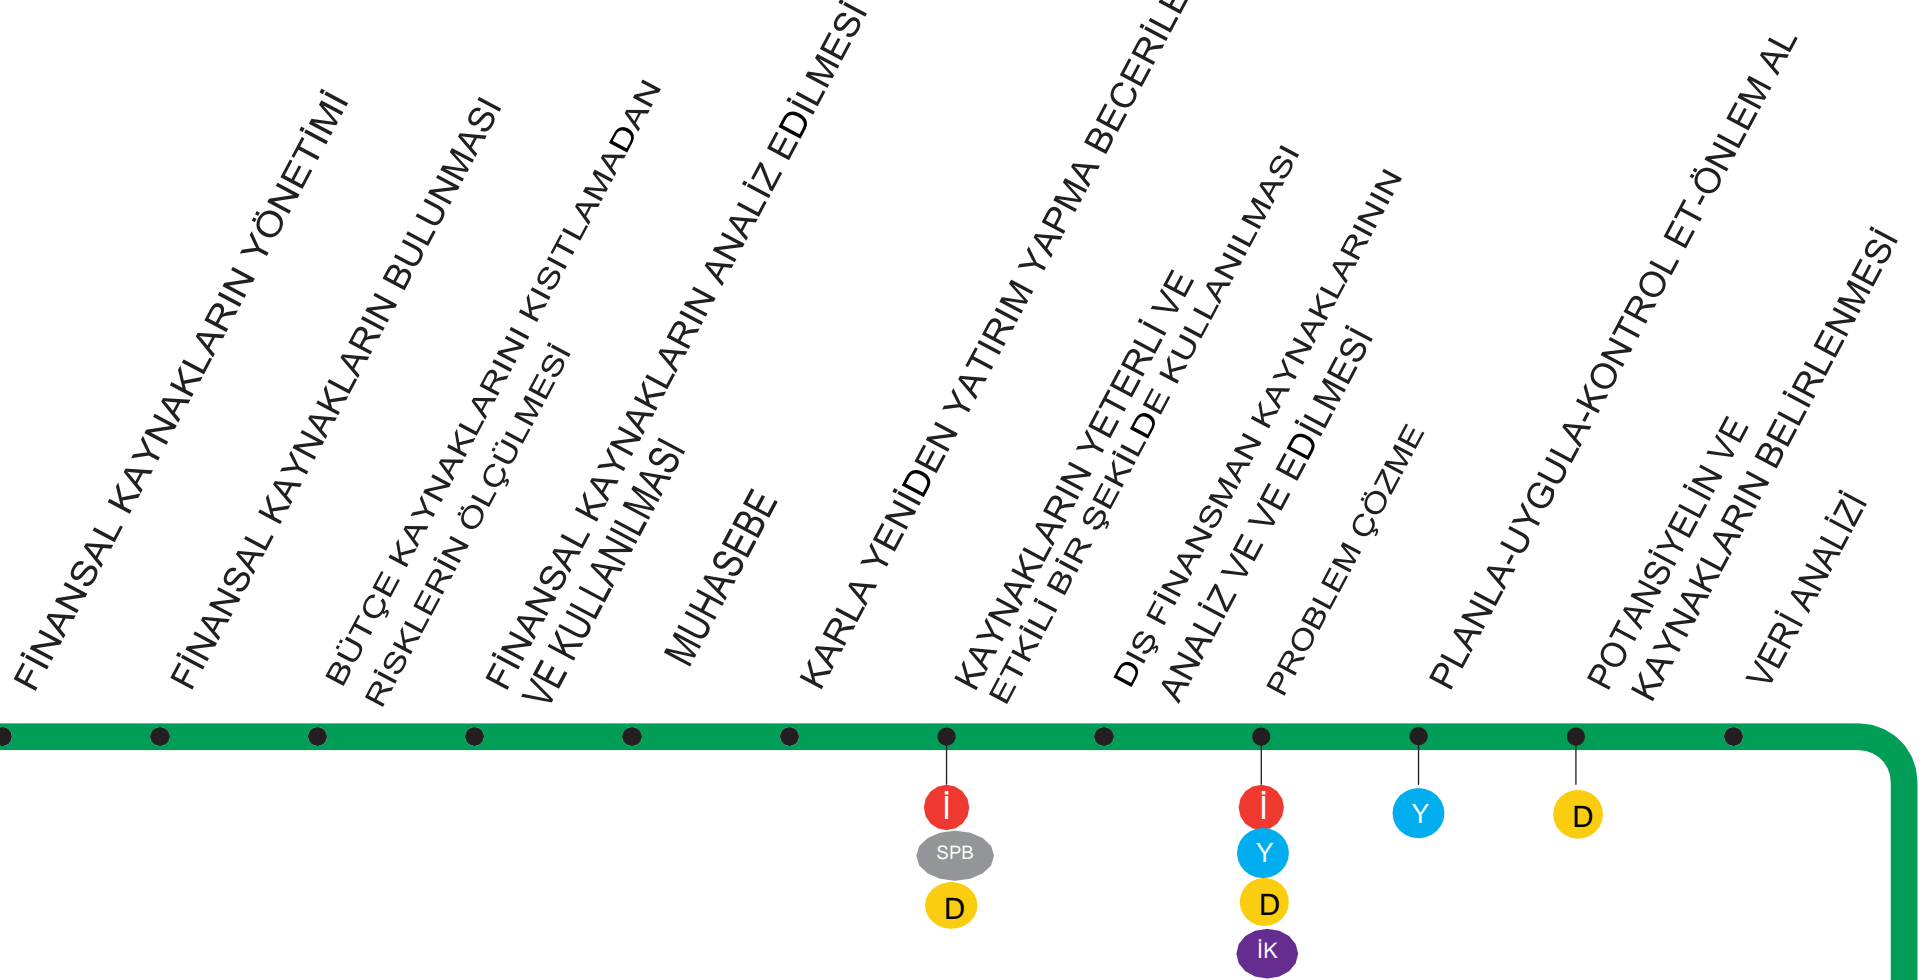 FİNANSAL KAYNAKLARIN YÖNETİMİ
FİNANSAL KAYNAKLARIN BULUNMASI
BÜTÇE KAYNAKLARINI KISITLAMADAN
RİSKLERİN ÖLÇÜLMESİ
FİNANSAL KAYNAKLARIN ANALİZ EDİLMESİ
VE KULLANILMASI
MUHASEBE
KARLA YENİDEN YATIRIM YAPMA
KAYNAKLARIN YETERLİ VE
ETKİLİ BİR ŞEKİLDE KULLANILMASI
DIŞ FİNANSMAN KAYNAKLARININ
ANALİZ VE VE EDİLMESİ
PROBLEM ÇÖZME
PLANLA-UYGULA-KONTROL ET-ÖNLEM AL
POTANSİYELİN VE
KAYNAKLARIN BELİRLENMESİ
VERİ ANALİZİ
İ
SPB
D
İ
Y
D
İK
Y
D